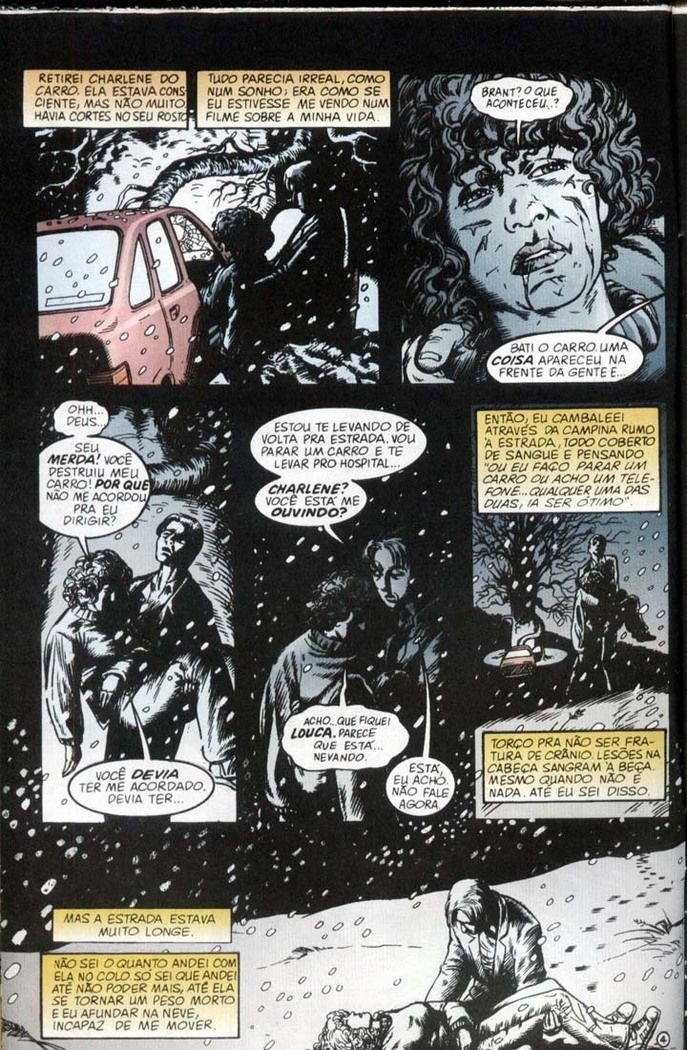 RETIREI CHARLENE DO
CARRO. ELA ESTAVA CONS-
CIENTE, MAS NÃO MUITO.
HAVIA CORTES NO SEU ROSTO.
TUDO PARECIA IRREAL, COMO
NUM SONHO; ERA COMO SE
EU ESTIVESSE ME VENDO NUM
FILME SOBRE A MINHA VIDA.
BRANT? O QUE
ACONTECEU..?
BATI O CARRO. UMA
COISA APARECEU NA
FRENTE DA GENTE E...
OHH...
DEUS...
SEU
MERDA! VOCÊ
DESTRUIU MEU
CARRO! POR QUE
NÃO ME ACORDOU
PRA EU
DIRIGIR?
VOCÊ DEVIA
TER ME ACORDADO.
DEVIA TER...
ESTOU TE LEVANDO DE
VOLTA PRA ESTRADA. VOU
PARAR UM CARRO E TE
LEVAR PRO HOSPITAL...
CHARLENE?
VOCÊ ESTÁ ME
OUVINDO?
ACHO.. QUE FIQUEI
LOUCA. PARECE
QUE ESTÁ...
NEVANDO.
ESTÁ,
EU ACHO.
NÃO FALE
AGORA
ENTÃO, EU CAMBALEEI
ATRAVÉS DA CAMPINA RUMO
À ESTRADA, TODO COBERTO
DE SANGUE E PENSANDO
"OU EU FAÇO PARAR UM
CARRO OU ACHO UM TELE-
FONE... QUALQUER UMA DAS
DUAS, IA SER ÓTIMO".
TORÇO PRA NÃO SER FRA-
TURA DE CRÂNIO. LESÕES NA
CABEÇA SANGRAM À BEÇA.
MESMO QUANDO NÃO É
NADA. ATÉ EU SEI DISSO.
MAS A ESTRADA ESTAVA
MUITO LONGE.
NÃO SEI O QUANTO ANDEI COM
ELA NO COLO. SÓ SEI QUE ANDEI
ATÉ NÃO PODER MAIS, ATÉ ELA
SE TORNAR UM PESO MORTO
E EU AFUNDAR NA NEVE,
INCAPAZ DE ME MOVER.
4